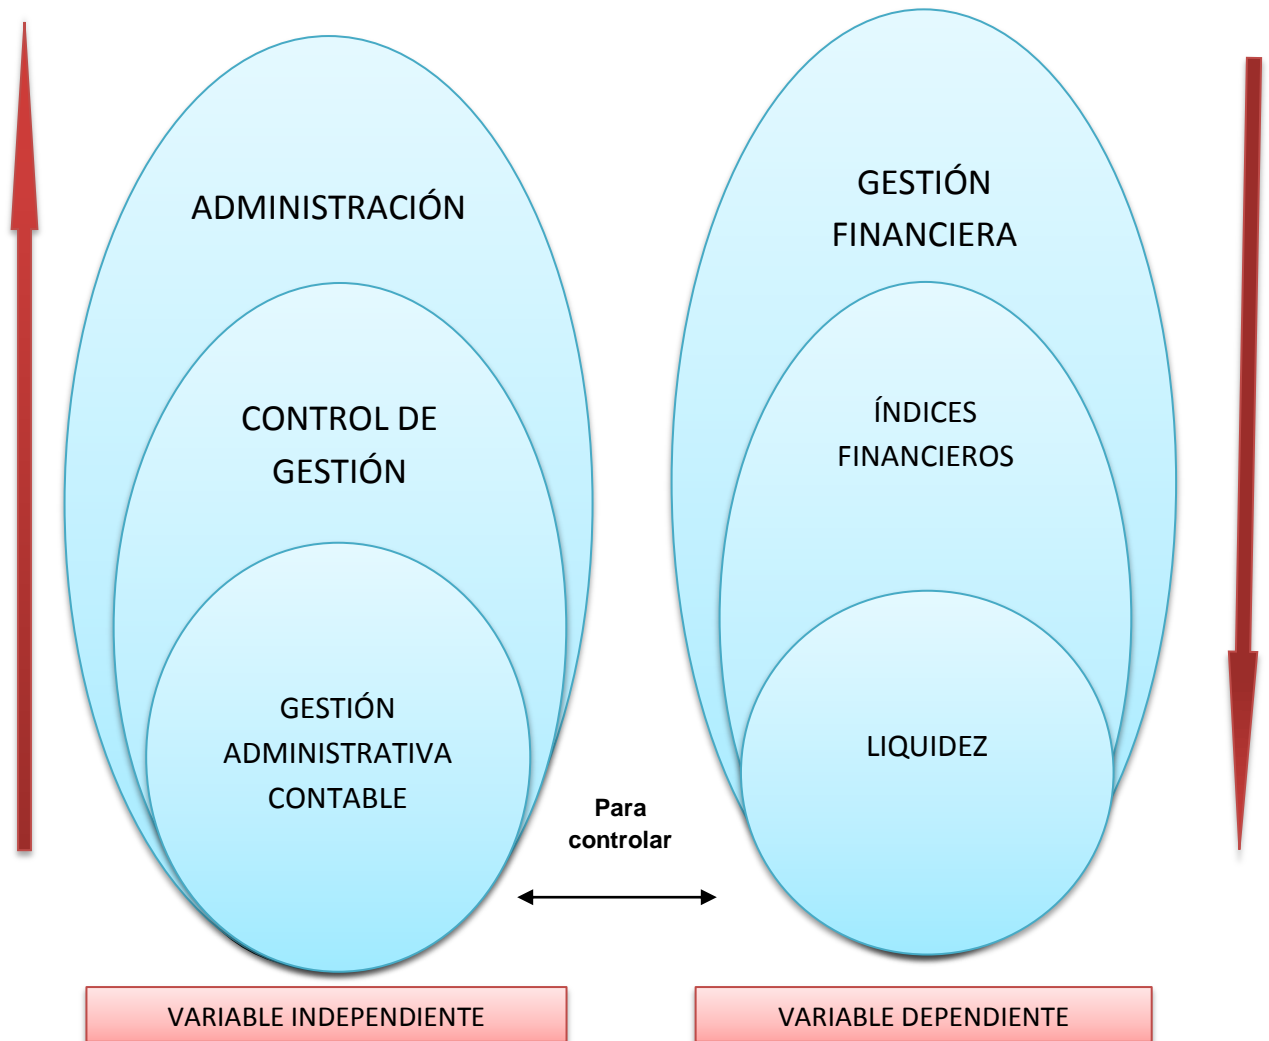 ADMINISTRACIÓN
CONTROL DE
GESTIÓN
GESTIÓN
ADMINISTRATIVA
CONTABLE
GESTIÓN
FINANCIERA
ÍNDICES
FINANCIEROS
LIQUIDEZ
Para
controlar
VARIABLE INDEPENDIENTE
VARIABLE DEPENDIENTE